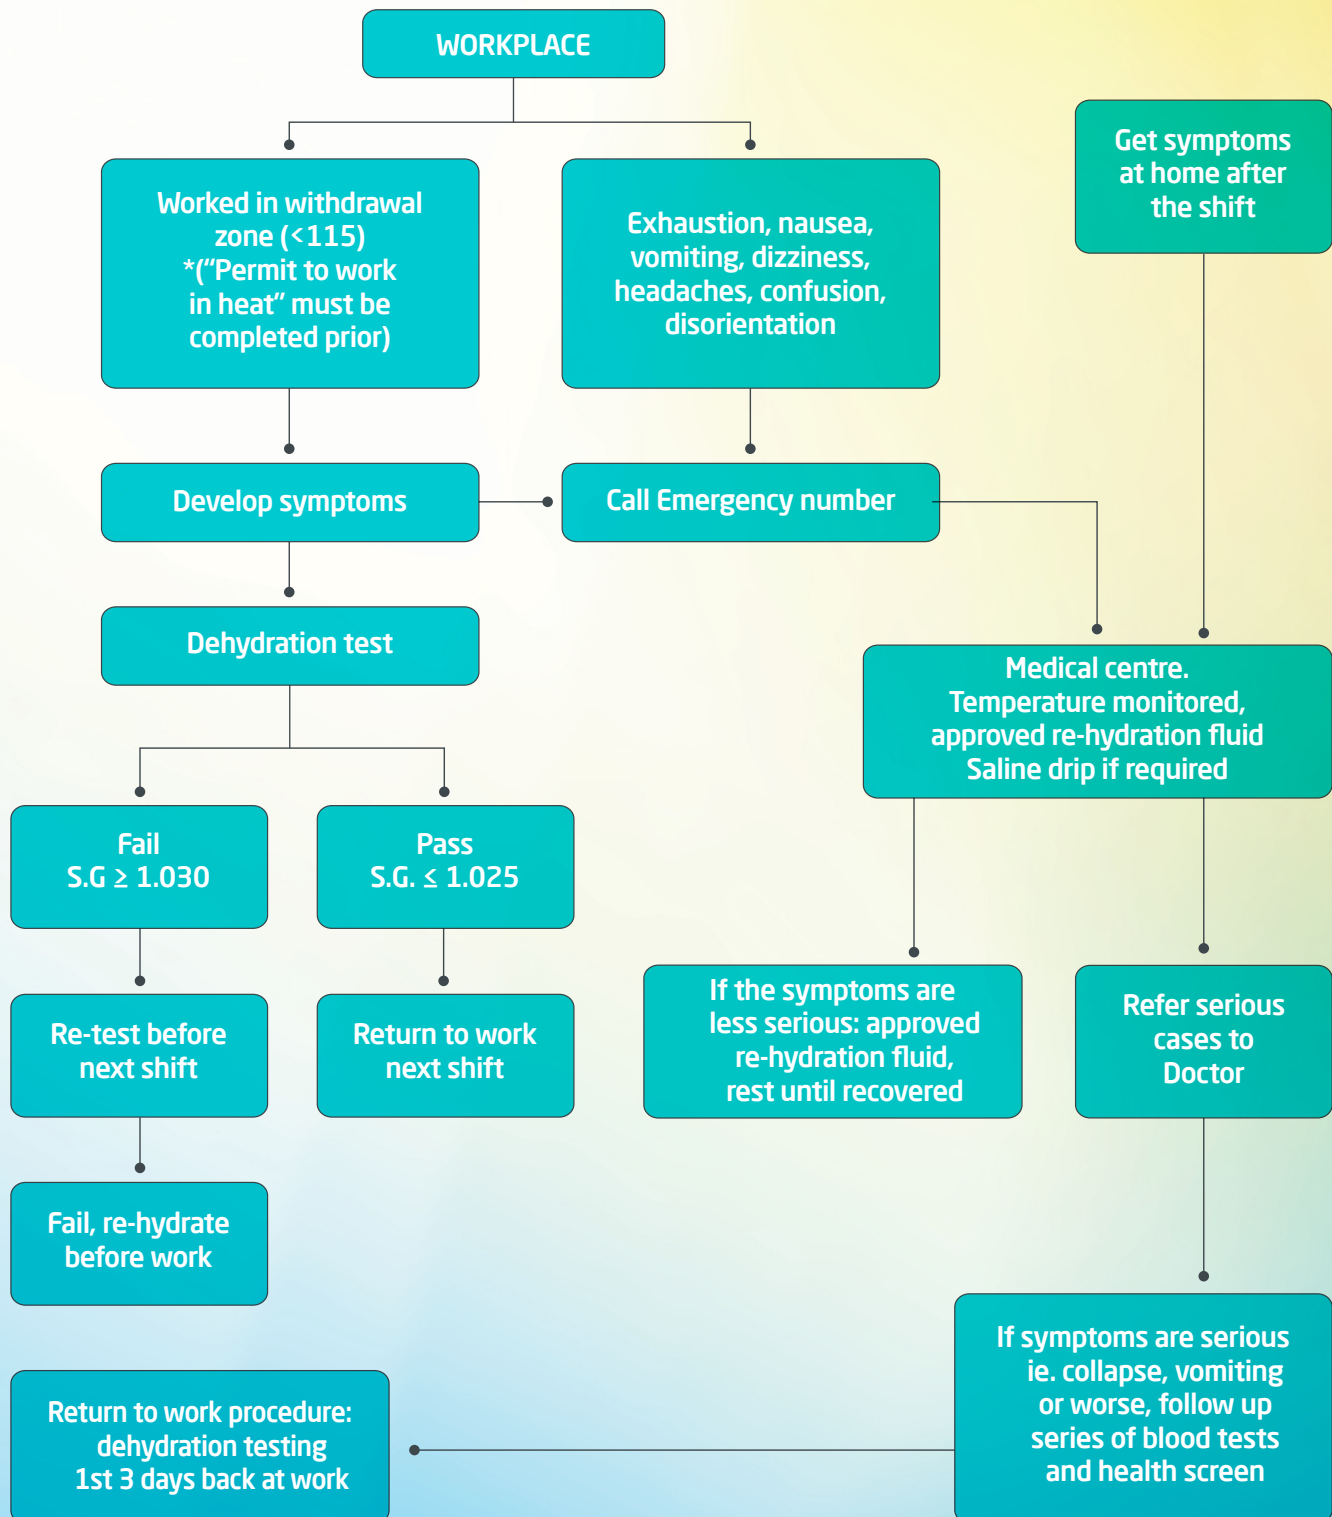 WORKPLACE
Get symptoms
at home after
the shift
Worked in withdrawal
zone (<115)
*(“Permit to work
in heat” must be
completed prior)
Exhaustion, nausea,
vomiting, dizziness,
headaches, confusion,
disorientation
Develop symptoms
Call Emergency number
Dehydration test
Medical centre.
Temperature monitored,
approved re-hydration fluid
Saline drip if required
Fail
S.G ≥ 1.030
Pass
S.G. ≤ 1.025
Re-test before
next shift
Return to work
next shift
If the symptoms are
less serious: approved
re-hydration fluid,
rest until recovered
Refer serious
cases to
Doctor
Fail, re-hydrate
before work
If symptoms are serious
ie. collapse, vomiting
or worse, follow up
series of blood tests
and health screen
Return to work procedure:
dehydration testing
1st 3 days back at work